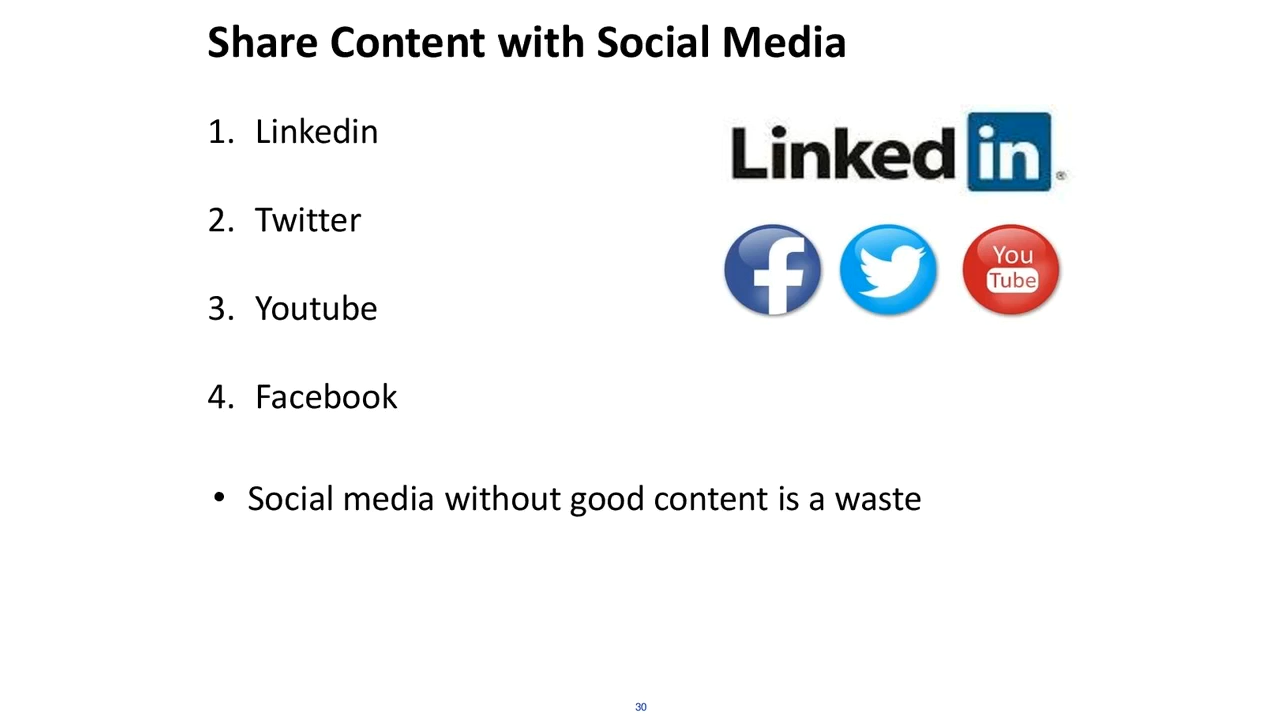 Share Content with Social Media
1. Linkedin
Linked in ®
2. Twitter
f
You
Tube
3. Youtube
4. Facebook
• Social media without good content is a waste
30